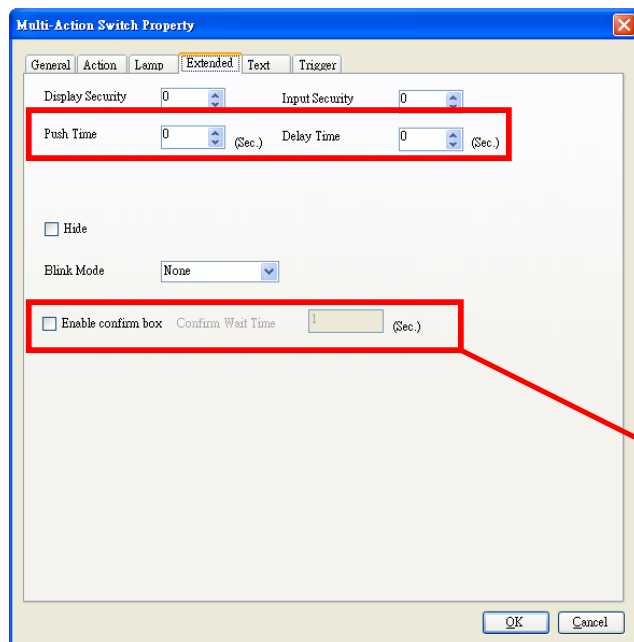 Multi-Action Switch Property
General Action Lamp Extended Text Trigger
Display Security 0 Input Security 0
Push Time 0 (Sec.) Delay Time 0 (Sec.)
Hide
Blink Mode None
Enable confirm box Confirm Wait Time 1 (Sec.)
OK Cancel